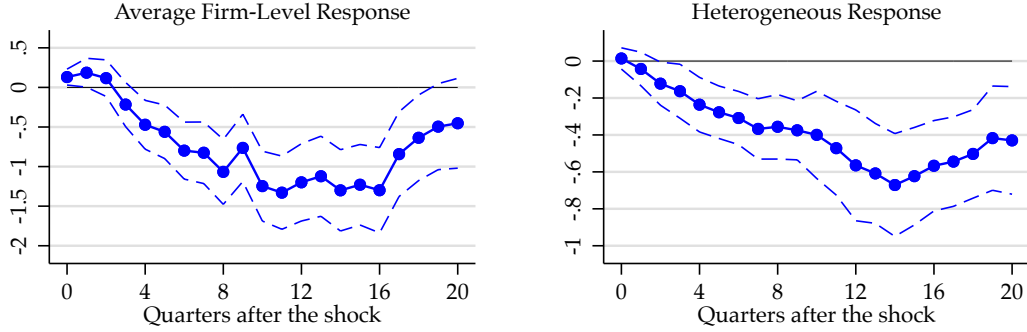 Average Firm-Level Response
.5
0
-.5
-1
-1.5
-2
0 4 8 12 16 20
Quarters after the shock
Heterogeneous Response
0
-.2
-.4
-.6
-.8
-1
0 4 8 12 16 20
Quarters after the shock